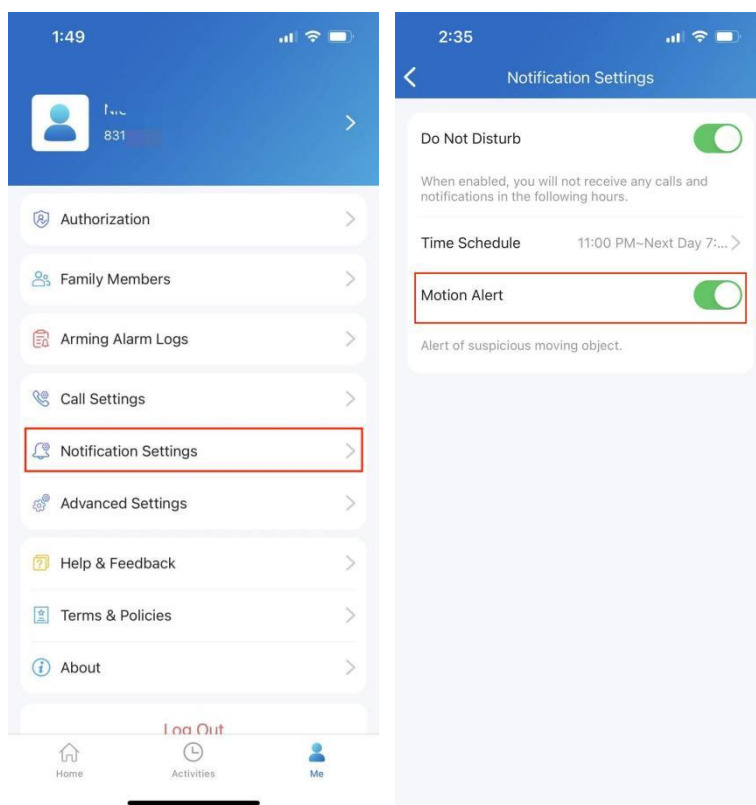 1:49
831
Authorization
Family Members
Arming Alarm Logs
Call Settings
Notification Settings
Advanced Settings
Help & Feedback
Terms & Policies
About
Log Out
Home
Activities
Me
2:35
Notification Settings
Do Not Disturb
When enabled, you will not receive any calls and
notifications in the following hours.
Time Schedule
11:00 PM~Next Day 7:...
Motion Alert
Alert of suspicious moving object.